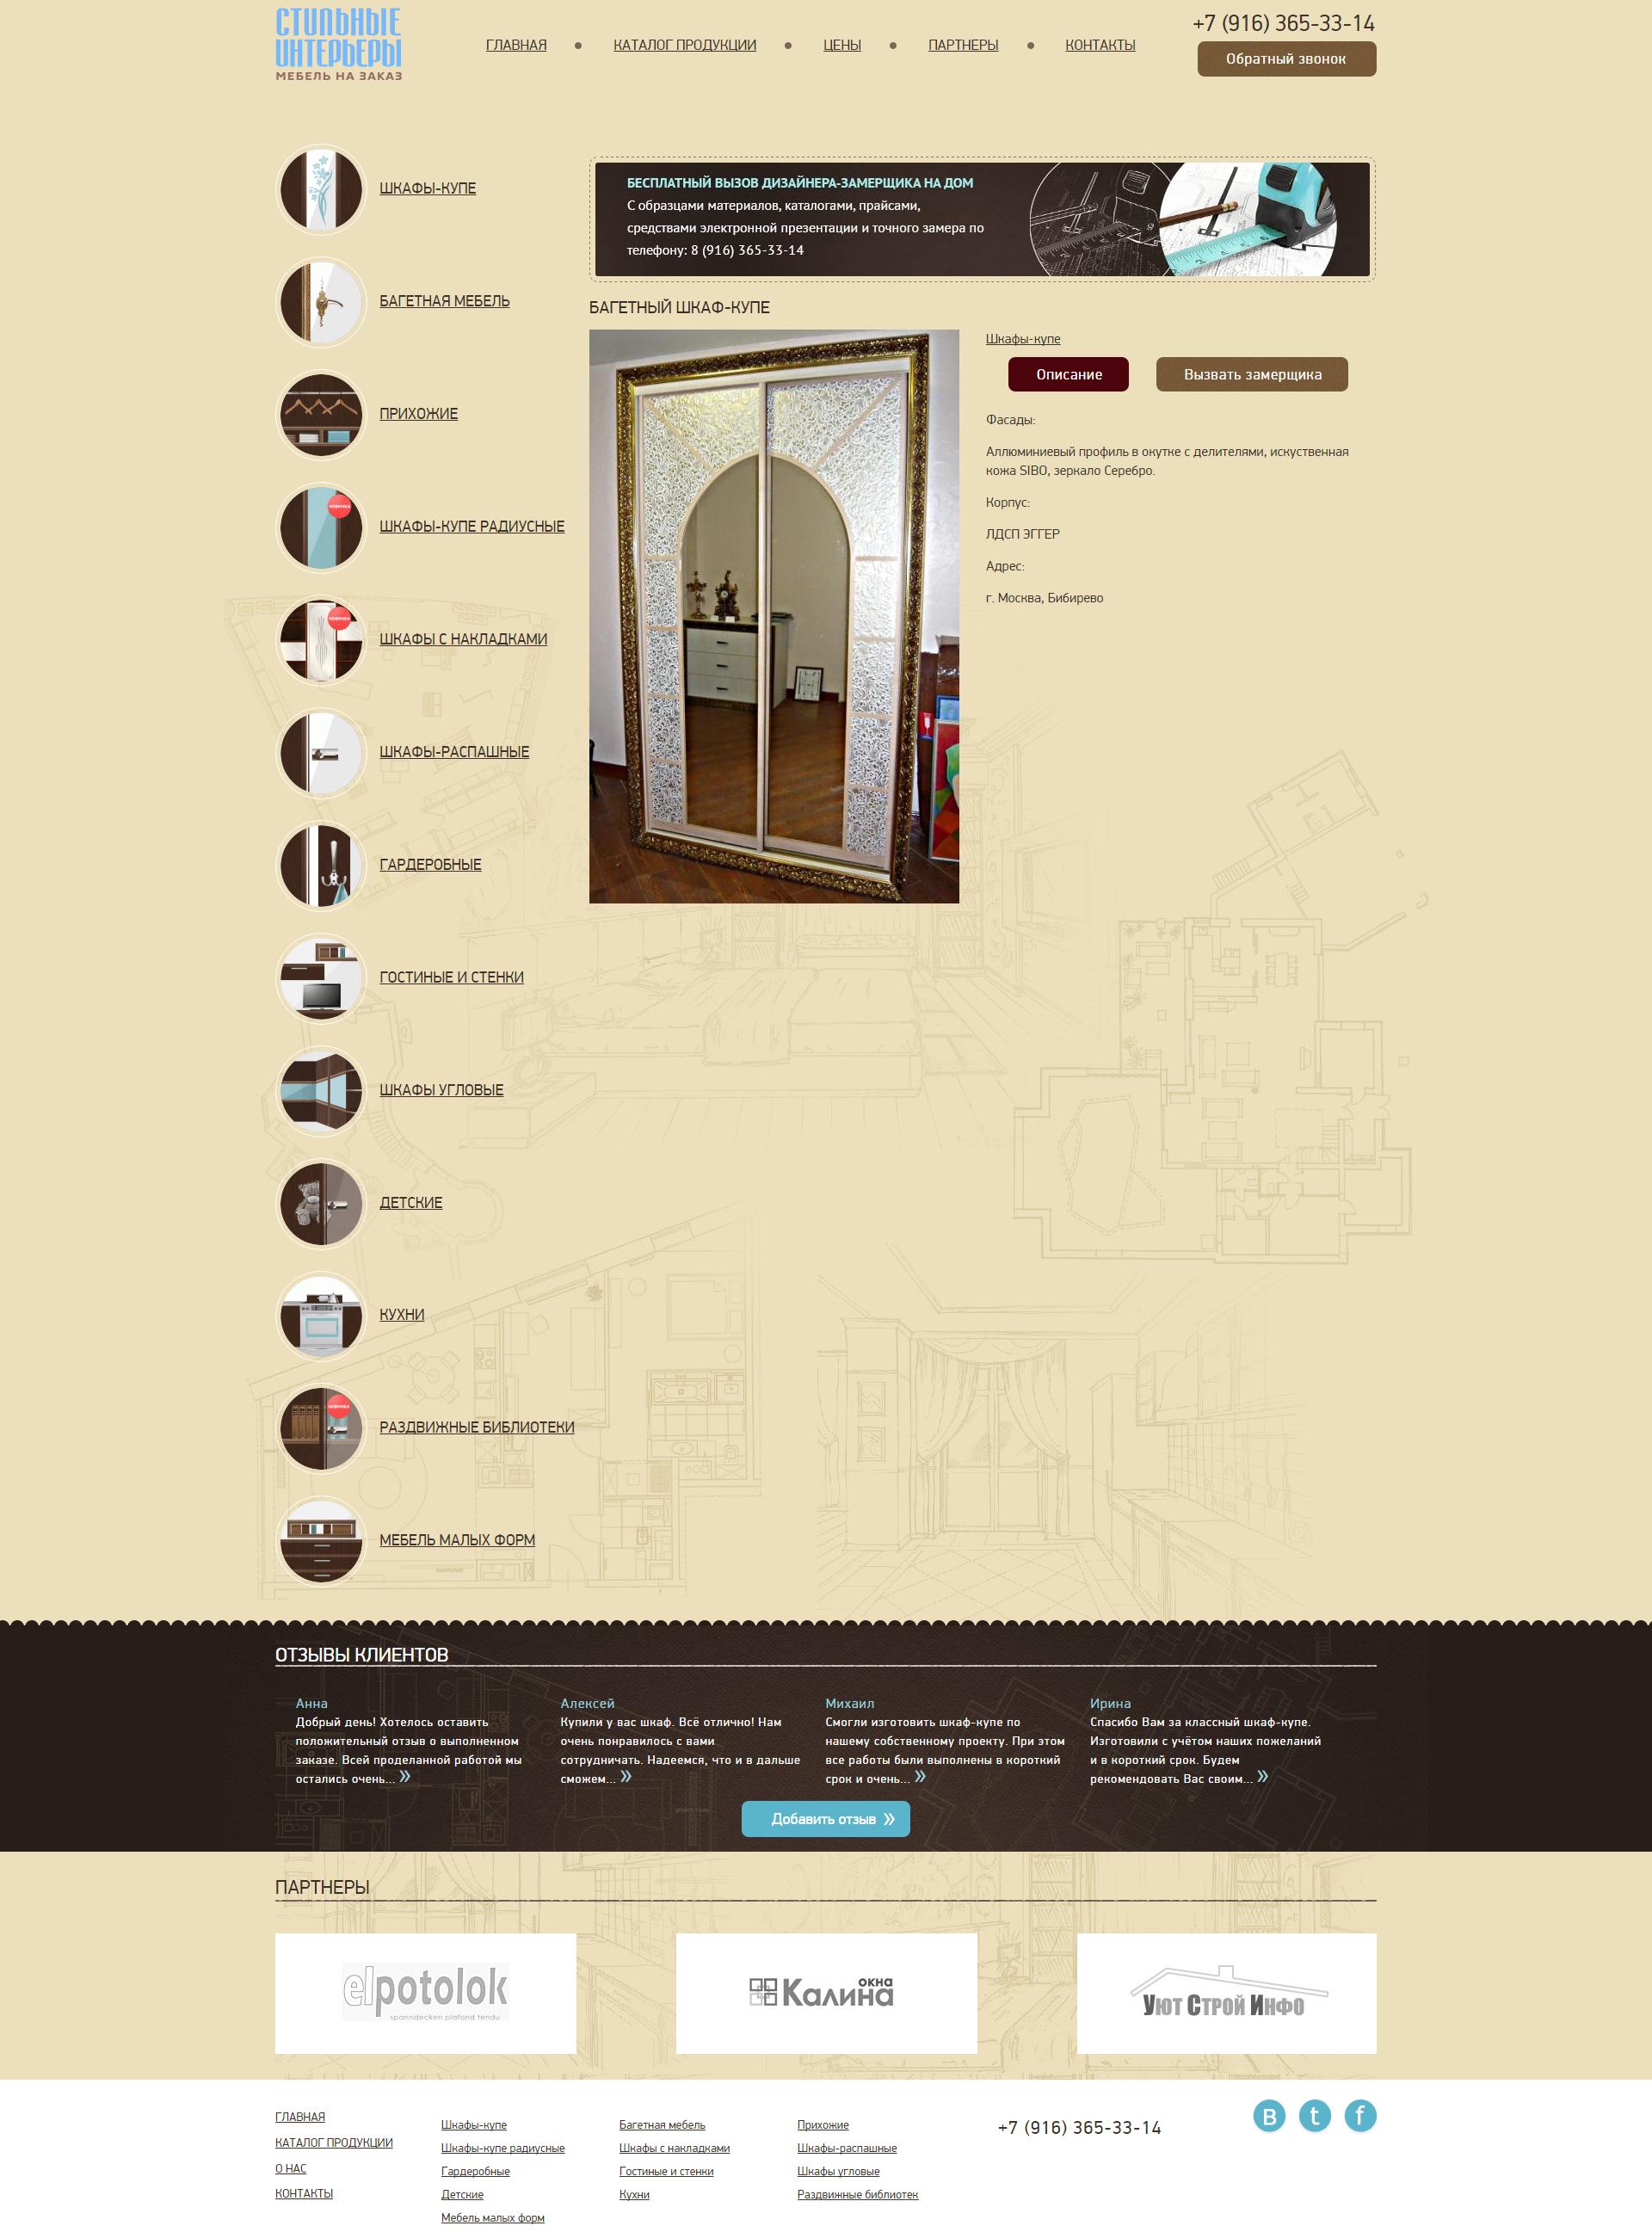 СТИЛЬНЫЕ
ИНТЕРЬЕРЫ
МЕБЕЛЬ НА ЗАКАЗ
ГЛАВНАЯ
КАТАЛОГ ПРОДУКЦИИ
ЦЕНЫ
ПАРТНЕРЫ
КОНТАКТЫ
+7 (916) 365-33-14
Обратный звонок
ШКАФЫ-КУПЕ
БАГЕТНАЯ МЕБЕЛЬ
ПРИХОЖИЕ
НОВИНКА
ШКАФЫ-КУПЕ РАДИУСНЫЕ
НОВИНКА
ШКАФЫ С НАКЛАДКАМИ
ШКАФЫ-РАСПАШНЫЕ
ГАРДЕРОБНЫЕ
ГОСТИНЫЕ И СТЕНКИ
ШКАФЫ УГЛОВЫЕ
ДЕТСКИЕ
КУХНИ
НОВИНКА
РАЗДВИЖНЫЕ БИБЛИОТЕКИ
МЕБЕЛЬ МАЛЫХ ФОРМ
БЕСПЛАТНЫЙ ВЫЗОВ ДИЗАЙНЕРА-ЗАМЕРЩИКА НА ДОМ
С образцами материалов, каталогами, прайсами,
средствами электронной презентации и точного замера по
телефону: 8 (916) 365-33-14
БАГЕТНЫЙ ШКАФ-КУПЕ
Шкафы-купе
Описание
Вызвать замерщика
Фасады:
Аллюминиевый профиль в окутке с делителями, искуственная
кожа SIBO, зеркало Серебро.
Корпус:
ЛДСП ЭГГЕР
Адрес:
г. Москва, Бибирево
ОТЗЫВЫ КЛИЕНТОВ
Анна
Добрый день! Хотелось оставить
положительный отзыв о выполненном
заказе. Всей проделанной работой мы
остались очень... »
Алексей
Купили у вас шкаф. Всё отлично! Нам
очень понравилось с вами
сотрудничать. Надеемся, что и в дальше
сможем... »
Михаил
Смогли изготовить шкаф-купе по
нашему собственному проекту. При этом
все работы были выполнены в короткий
срок и очень... »
Ирина
Спасибо Вам за классный шкаф-купе.
Изготовили с учётом наших пожеланий
и в короткий срок. Будем
рекомендовать Вас своим... »
Добавить отзыв »
ПАРТНЕРЫ
elpotolok
spanndecken plafond tendu
окна
Калина
Уют Строй Инфо
ГЛАВНАЯ
КАТАЛОГ ПРОДУКЦИИ
О НАС
КОНТАКТЫ
Шкафы-купе
Шкафы-купе радиусные
Гардеробные
Детские
Мебель малых форм
Багетная мебель
Шкафы с накладками
Гостиные и стенки
Кухни
Прихожие
Шкафы-распашные
Шкафы угловые
Раздвижные библиотек
+7 (916) 365-33-14
В
t
f